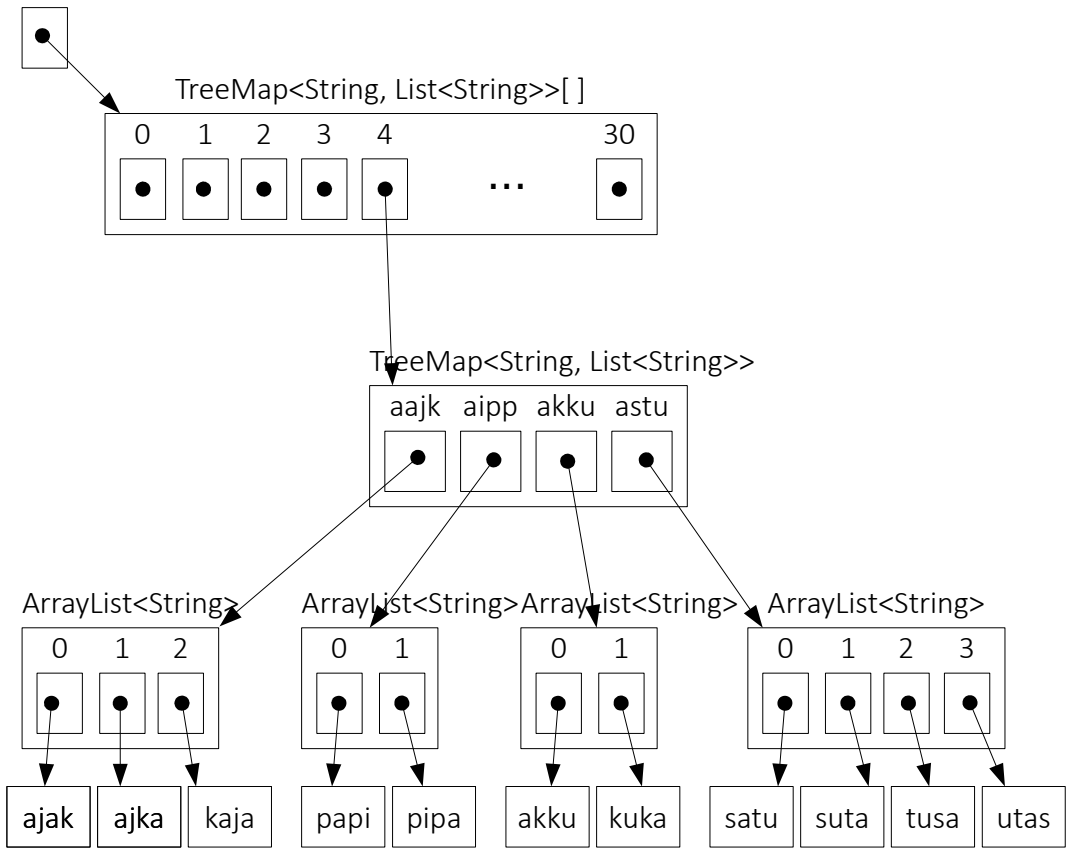 TreeMap<String, List<String>>[ ]
0 1 2 3 4 ... 30
TreeMap<String, List<String>>
aajk aipp akku astu
ArrayList<String> ArrayList<String> ArrayList<String> ArrayList<String>
0 1 2 0 1 0 1 0 1 2 3
ajak ajka kaja papi pipa akku kuka satu suta tusa utas